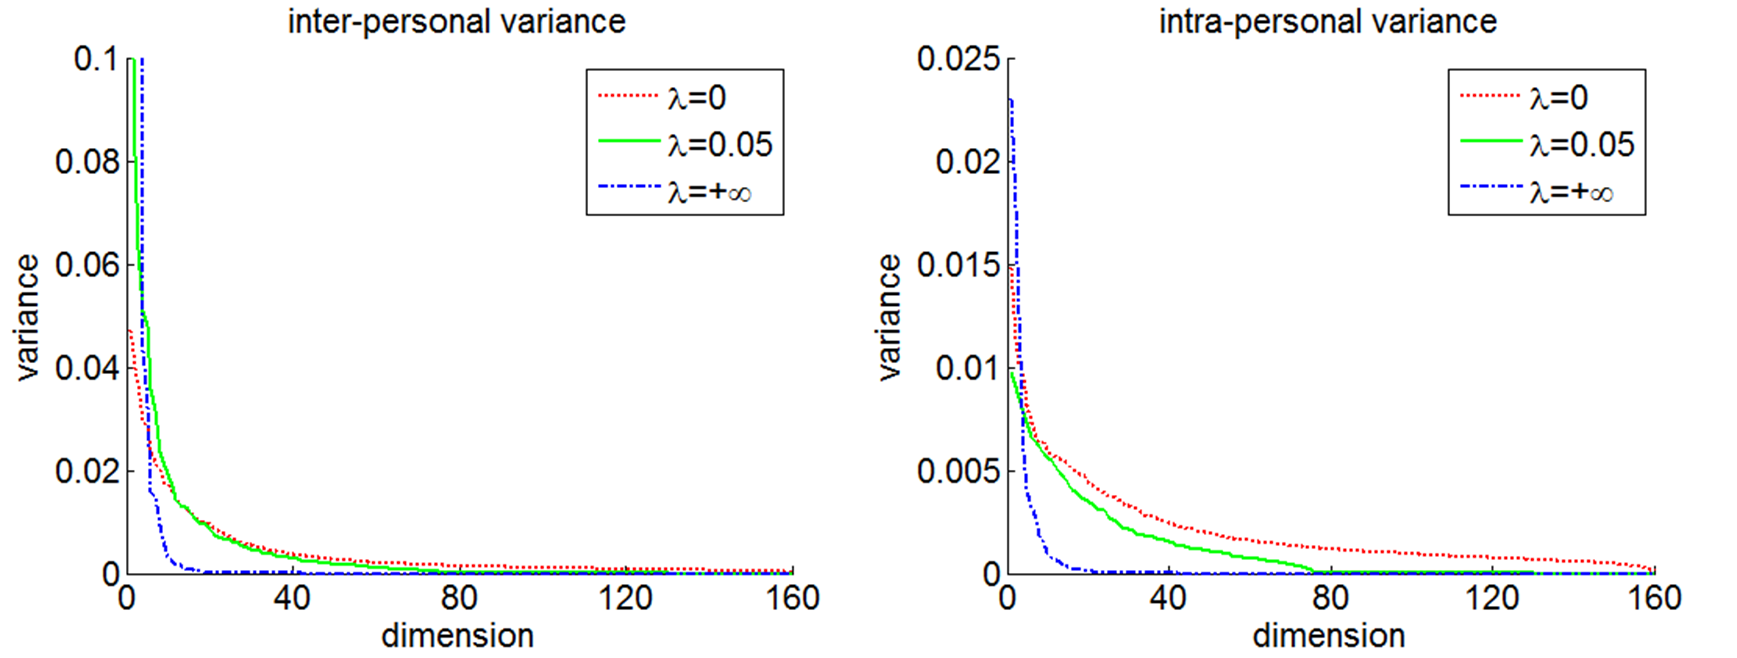 inter-personal variance
0.1
0.08
0.06
0.04
0.02
0
variance
λ=0
λ=0.05
λ=+∞
0 40 80 120 160
dimension
intra-personal variance
0.025
0.02
0.015
0.01
0.005
0
variance
λ=0
λ=0.05
λ=+∞
0 40 80 120 160
dimension